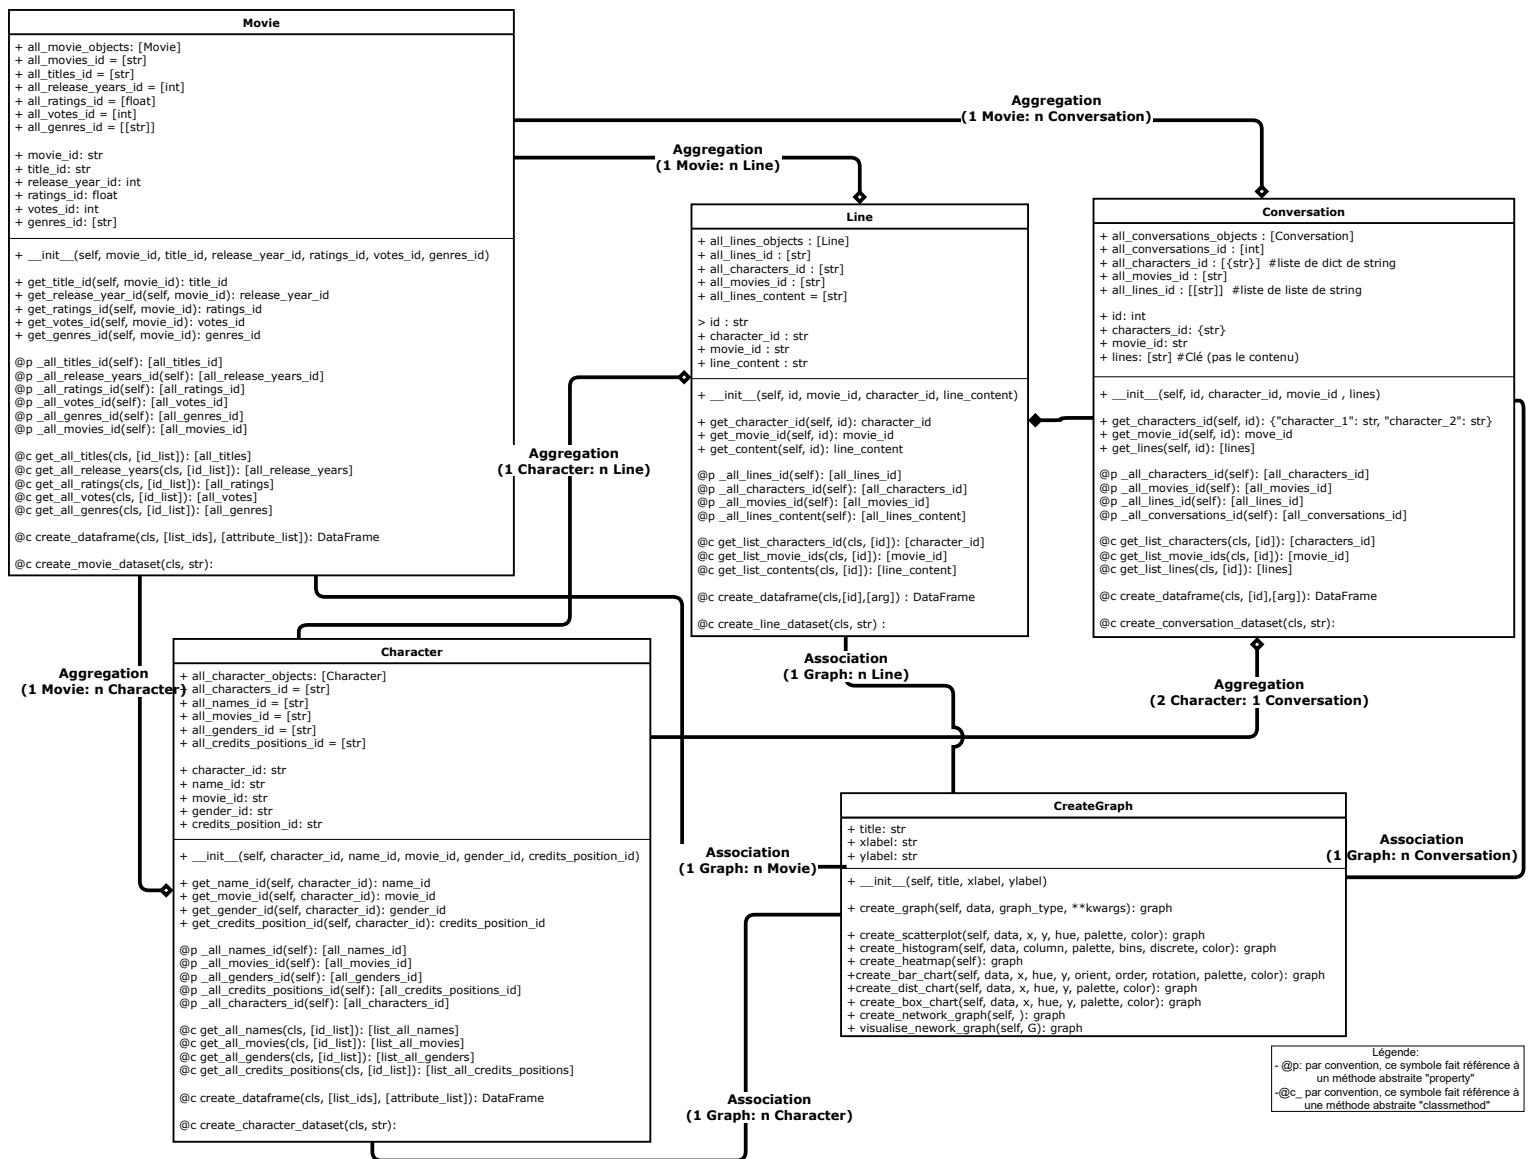 Movie
+ all_movie_objects: [Movie]
+ all_movies_id = [str]
+ all_titles_id = [str]
+ all_release_years_id = [int]
+ all_ratings_id = [float]
+ all_votes_id = [int]
+ all_genres_id = [[str]]
+ movie_id: str
+ title_id: str
+ release_year_id: int
+ ratings_id: float
+ votes_id: int
+ genres_id: [str]
+ __init__(self, movie_id, title_id, release_year_id, ratings_id, votes_id, genres_id)
+ get_title_id(self, movie_id): title_id
+ get_release_year_id(self, movie_id): release_year_id
+ get_ratings_id(self, movie_id): ratings_id
+ get_votes_id(self, movie_id): votes_id
+ get_genres_id(self, movie_id): genres_id
@p _all_titles_id(self): [all_titles_id]
@p _all_release_years_id(self): [all_release_years_id]
@p _all_ratings_id(self): [all_ratings_id]
@p _all_votes_id(self): [all_votes_id]
@p _all_genres_id(self): [all_genres_id]
@p _all_movies_id(self): [all_movies_id]
@c get_all_titles(cls, [id_list]): [all_titles]
@c get_all_release_years(cls, [id_list]): [all_release_years]
@c get_all_ratings(cls, [id_list]): [all_ratings]
@c get_all_votes(cls, [id_list]): [all_votes]
@c get_all_genres(cls, [id_list]): [all_genres]
@c create_dataframe(cls, [list_ids], [attribute_list]): DataFrame
@c create_movie_dataset(cls, str):
Aggregation
(1 Movie: n Conversation)
Aggregation
(1 Movie: n Line)
Line
+ all_lines_objects : [Line]
+ all_lines_id : [str]
+ all_characters_id : [str]
+ all_movies_id : [str]
+ all_lines_content = [str]
> id : str
+ character_id : str
+ movie_id : str
+ line_content : str
+ __init__(self, id, movie_id, character_id, line_content)
+ get_character_id(self, id): character_id
+ get_movie_id(self, id): movie_id
+ get_content(self, id): line_content
@p _all_lines_id(self): [all_lines_id]
@p _all_characters_id(self): [all_characters_id]
@p _all_movies_id(self): [all_movies_id]
@p _all_lines_content(self): [all_lines_content]
@c get_list_characters_id(cls, [id]): [character_id]
@c get_list_movie_ids(cls, [id]): [movie_id]
@c get_list_contents(cls, [id]): [line_content]
@c create_dataframe(cls,[id],[arg]) : DataFrame
@c create_line_dataset(cls, str) :
Conversation
+ all_conversations_objects : [Conversation]
+ all_conversations_id : [int]
+ all_characters_id : [{str}] #liste de dict de string
+ all_movies_id : [str]
+ all_lines_id : [[str]] #liste de liste de string
+ id: int
+ characters_id: {str}
+ movie_id: str
+ lines: [str] #Clé (pas le contenu)
+ __init__(self, id, character_id, movie_id , lines)
+ get_characters_id(self, id): {"character_1": str, "character_2": str}
+ get_movie_id(self, id): move_id
+ get_lines(self, id): [lines]
@p _all_characters_id(self): [all_characters_id]
@p _all_movies_id(self): [all_movies_id]
@p _all_lines_id(self): [all_lines_id]
@p _all_conversations_id(self): [all_conversations_id]
@c get_list_characters(cls, [id]): [characters_id]
@c get_list_movie_ids(cls, [id]): [movie_id]
@c get_list_lines(cls, [id]): [lines]
@c create_dataframe(cls, [id],[arg]): DataFrame
@c create_conversation_dataset(cls, str):
Aggregation
(1 Character: n Line)
Aggregation
(1 Movie: n Character)
Character
+ all_character_objects: [Character]
+ all_characters_id = [str]
+ all_names_id = [str]
+ all_movies_id = [str]
+ all_genders_id = [str]
+ all_credits_positions_id = [str]
+ character_id: str
+ name_id: str
+ movie_id: str
+ gender_id: str
+ credits_position_id: str
+ __init__(self, character_id, name_id, movie_id, gender_id, credits_position_id)
+ get_name_id(self, character_id): name_id
+ get_movie_id(self, character_id): movie_id
+ get_gender_id(self, character_id): gender_id
+ get_credits_position_id(self, character_id): credits_position_id
@p _all_names_id(self): [all_names_id]
@p _all_movies_id(self): [all_movies_id]
@p _all_genders_id(self): [all_genders_id]
@p _all_credits_positions_id(self): [all_credits_positions_id]
@p _all_characters_id(self): [all_characters_id]
@c get_all_names(cls, [id_list]): [list_all_names]
@c get_all_movies(cls, [id_list]): [list_all_movies]
@c get_all_genders(cls, [id_list]): [list_all_genders]
@c get_all_credits_positions(cls, [id_list]): [list_all_credits_positions]
@c create_dataframe(cls, [list_ids], [attribute_list]): DataFrame
@c create_character_dataset(cls, str):
Association
(1 Graph: n Line)
Aggregation
(2 Character: 1 Conversation)
Association
(1 Graph: n Movie)
CreateGraph
+ title: str
+ xlabel: str
+ ylabel: str
+ __init__(self, title, xlabel, ylabel)
+ create_graph(self, data, graph_type, **kwargs): graph
+ create_scatterplot(self, data, x, y, hue, palette, color): graph
+ create_histogram(self, data, column, palette, bins, discrete, color): graph
+ create_heatmap(self): graph
+create_bar_chart(self, data, x, hue, y, orient, order, rotation, palette, color): graph
+create_dist_chart(self, data, x, hue, y, palette, color): graph
+ create_box_chart(self, data, x, hue, y, palette, color): graph
+ create_network_graph(self, ): graph
+ visualise_nework_graph(self, G): graph
Association
(1 Graph: n Conversation)
Association
(1 Graph: n Character)
Légende:
- @p: par convention, ce symbole fait référence à
un méthode abstraite "property"
-@c_ par convention, ce symbole fait référence à
une méthode abstraite "classmethod"